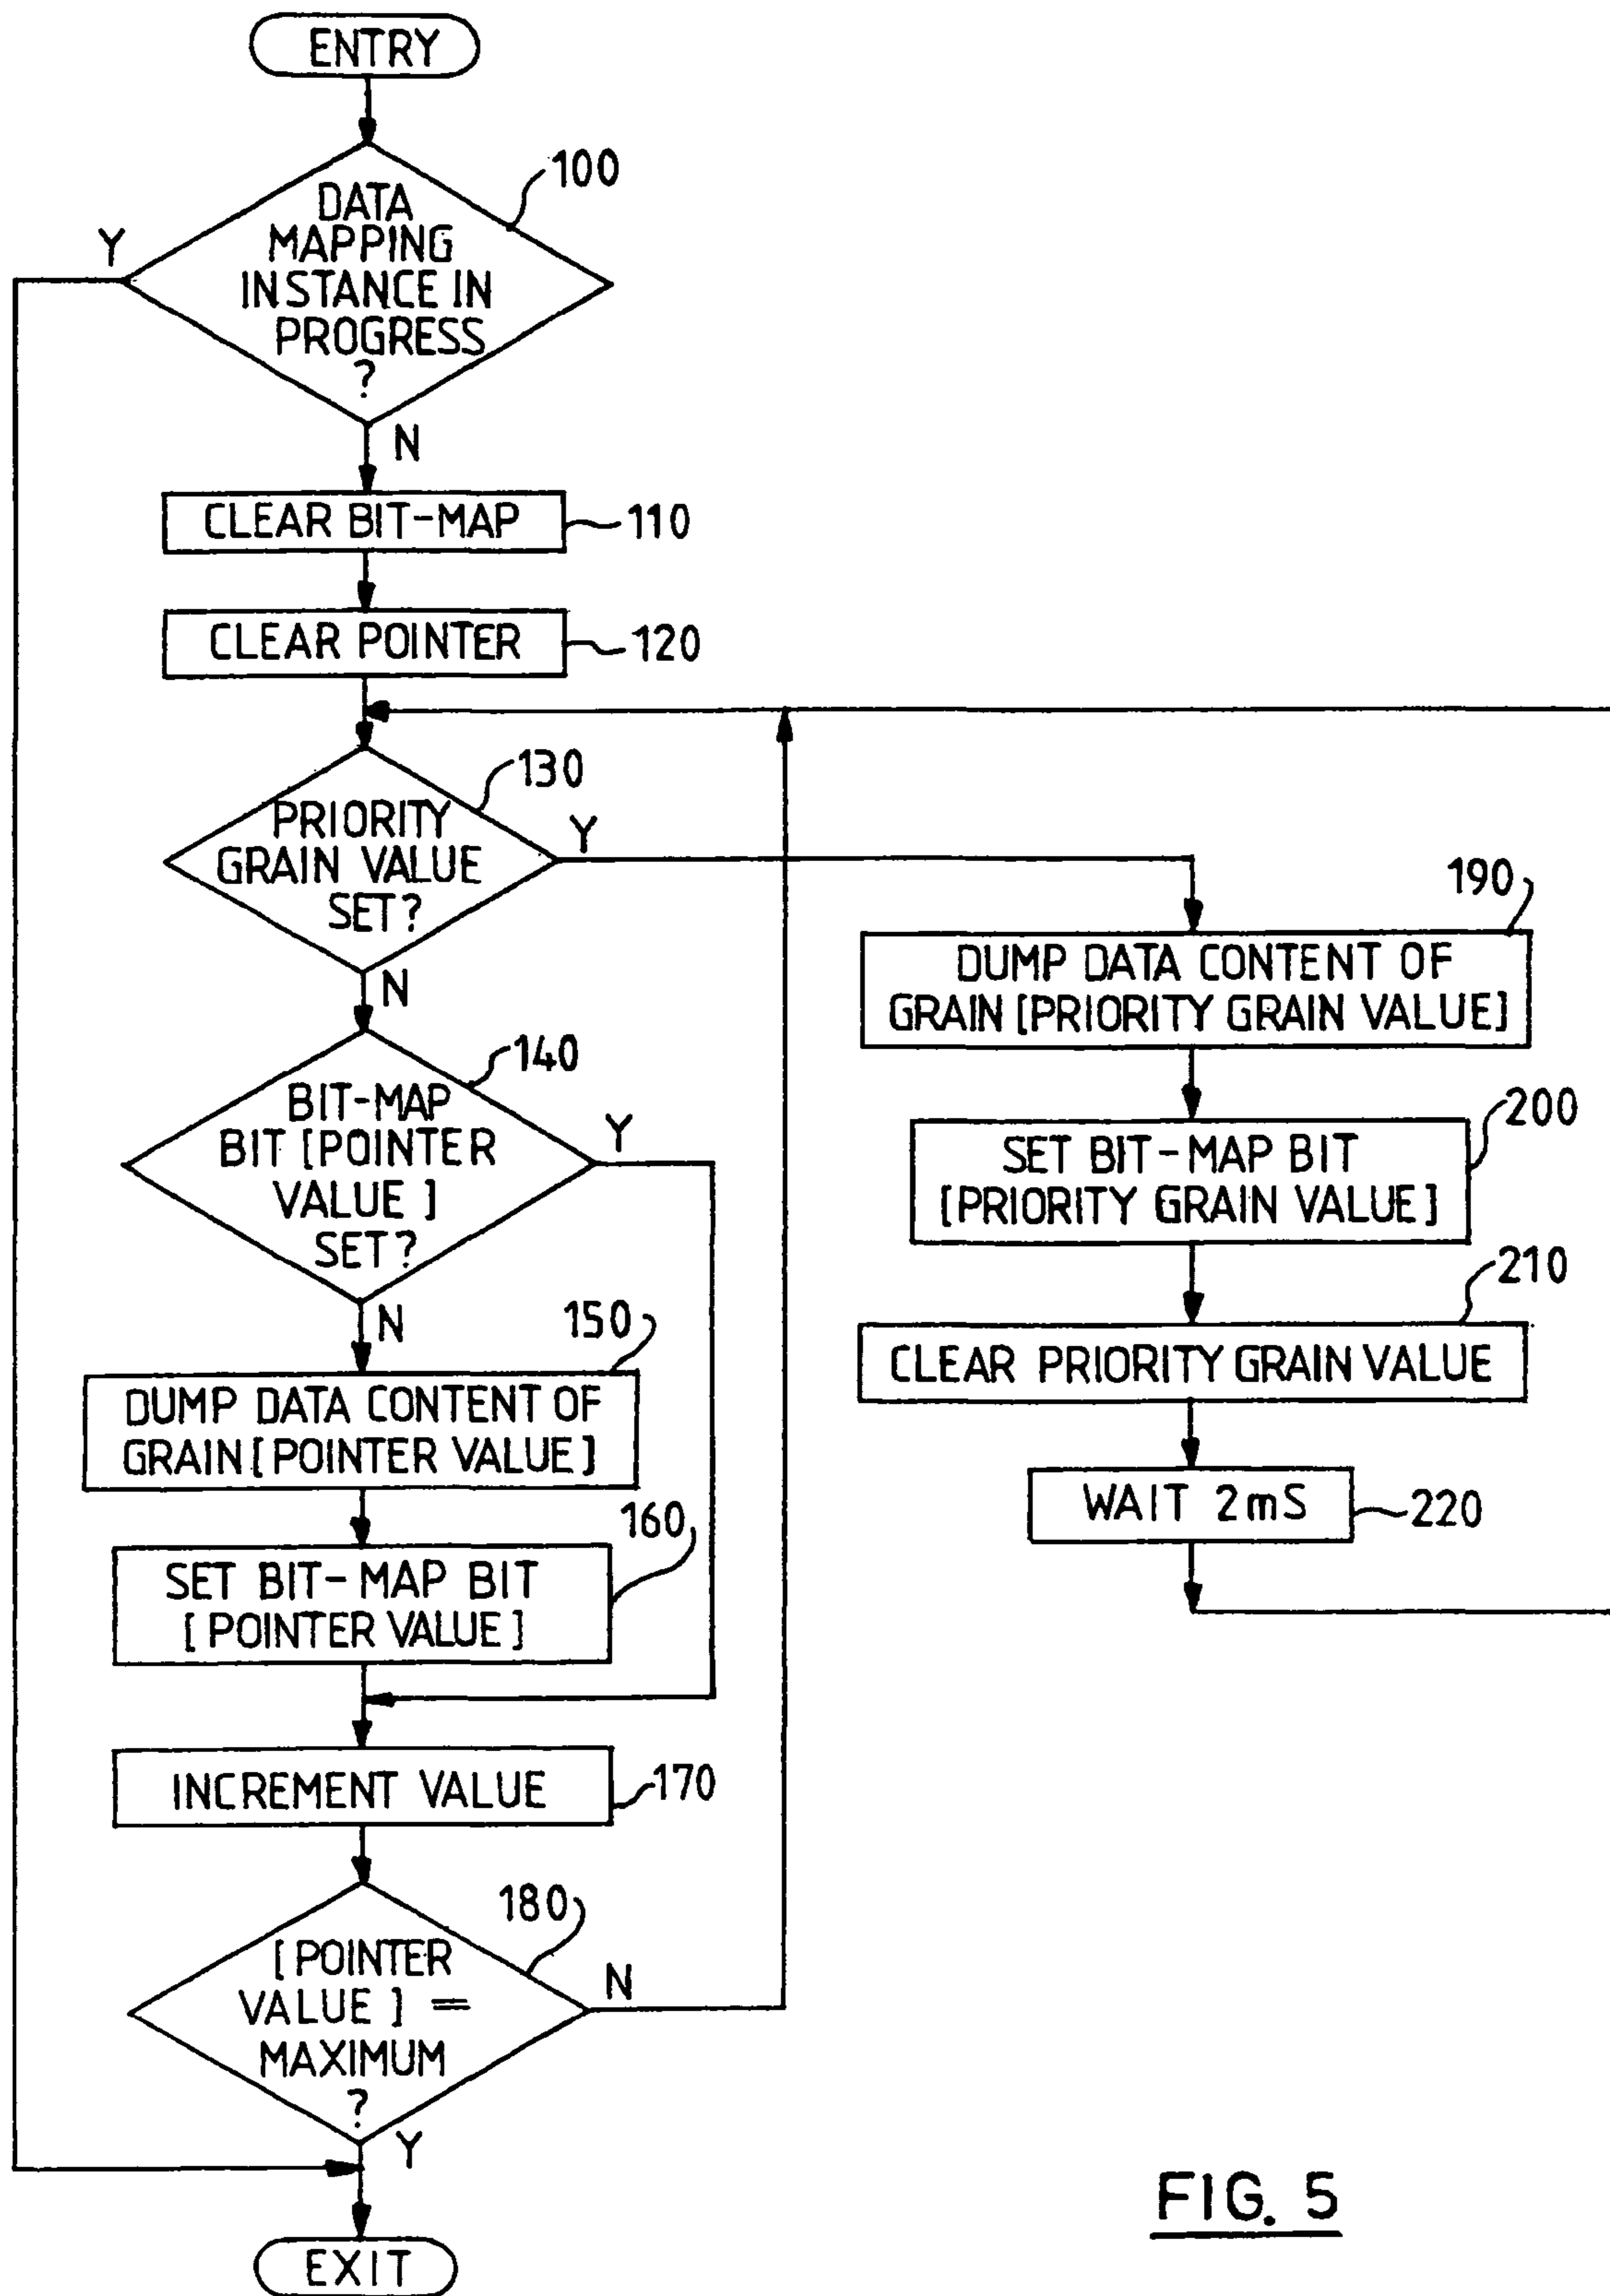 ENTRY
100
DATA
MAPPING
INSTANCE IN
PROGRESS
?
Y
N
CLEAR BIT-MAP
110
CLEAR POINTER
120
130
PRIORITY
GRAIN VALUE
SET?
Y
N
140
BIT-MAP
BIT [POINTER
VALUE]
SET?
Y
N
150
DUMP DATA CONTENT OF
GRAIN [POINTER VALUE]
160
SET BIT-MAP BIT
[POINTER VALUE]
INCREMENT VALUE
170
180
[POINTER
VALUE] =
MAXIMUM
?
N
Y
EXIT
190
DUMP DATA CONTENT OF
GRAIN [PRIORITY GRAIN VALUE]
200
SET BIT-MAP BIT
[PRIORITY GRAIN VALUE]
210
CLEAR PRIORITY GRAIN VALUE
WAIT 2mS
220
FIG. 5